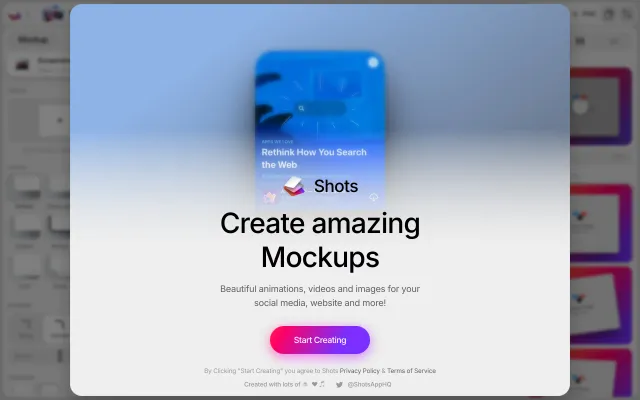 Mockup
Rethink How You Search
the Web
Shots
Create amazing
Mockups
Beautiful animations, videos and images for your
social media, website and more!
Start Creating
By Clicking "Start Creating" you agree to Shots Privacy Policy & Terms of Service
Created with lots of
@ShotsAppHQ